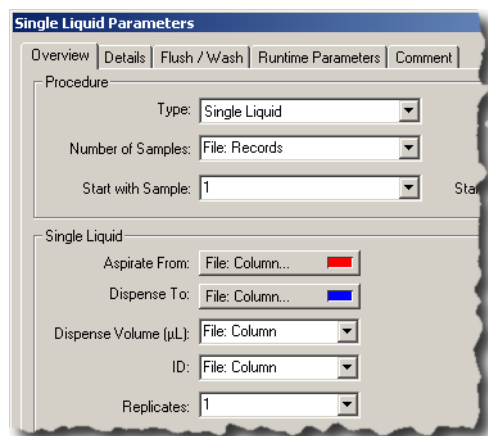 Single Liquid Parameters
Overview Details Flush / Wash Runtime Parameters Comment
Procedure
Type: Single Liquid
Number of Samples: File: Records
Start with Sample: 1
Single Liquid
Aspirate From: File: Column...
Dispense To: File: Column...
Dispense Volume (µL): File: Column
ID: File: Column
Replicates: 1